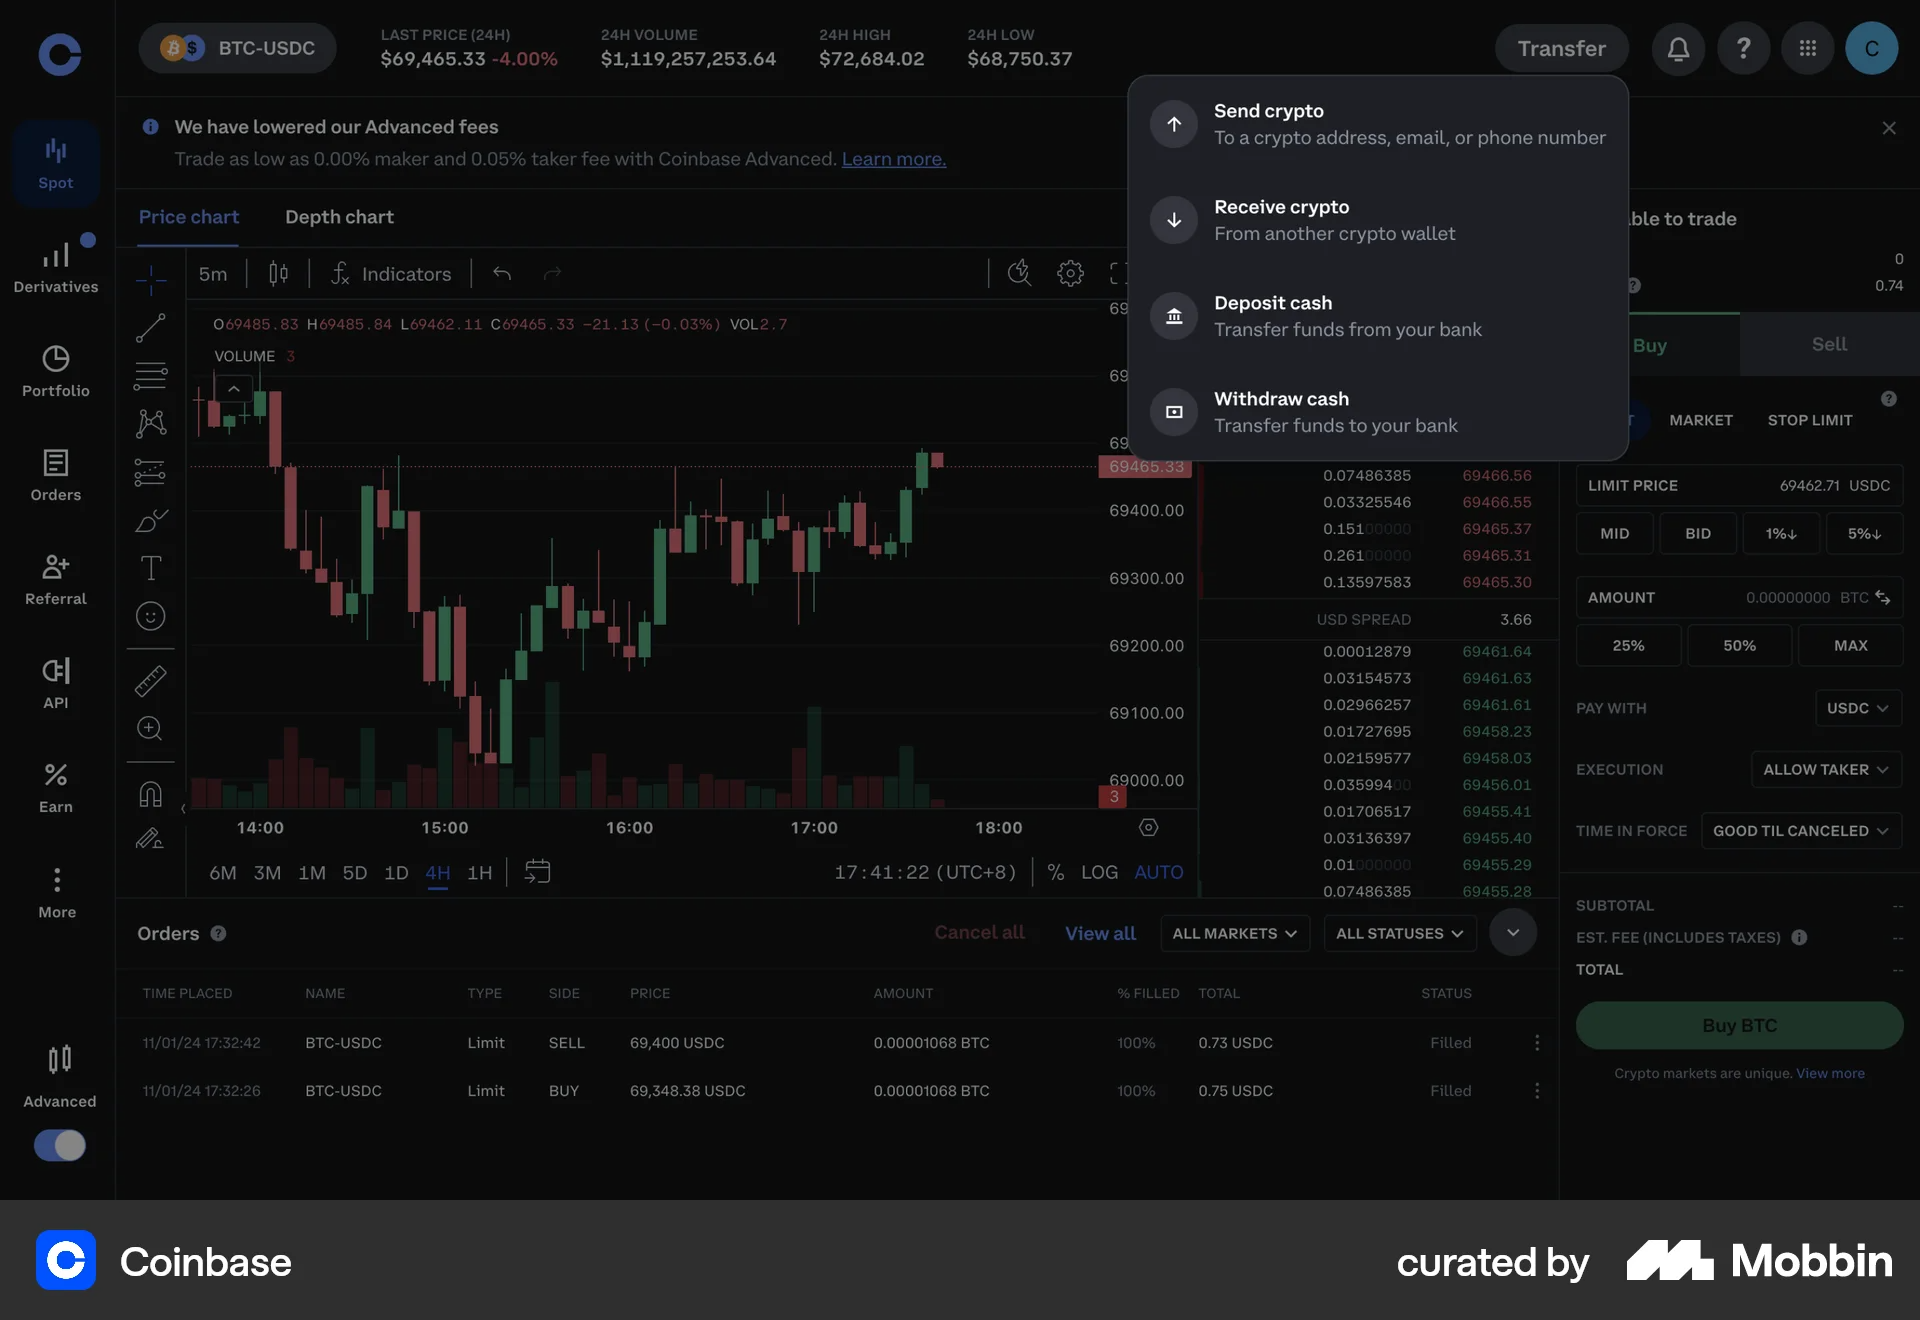 BTC-USDC
LAST PRICE (24H)
$69,465.33 -4.00%
24H VOLUME
$1,119,257,253.64
24H HIGH
$72,684.02
24H LOW
$68,750.37
Transfer
?
C
Send crypto
To a crypto address, email, or phone number
Receive crypto
From another crypto wallet
Deposit cash
Transfer funds from your bank
Withdraw cash
Transfer funds to your bank
We have lowered our Advanced fees
Trade as low as 0.00% maker and 0.05% taker fee with Coinbase Advanced. Learn more.
Spot
Derivatives
Portfolio
Orders
Referral
API
Earn
More
Advanced
Price chart
Depth chart
5m
Indicators
O69485.83 H69485.84 L69462.11 C69465.33 −21.13 (−0.03%) VOL2.7
VOLUME 3
69
69
69
69465.33
69400.00
69300.00
69200.00
69100.00
69000.00
3
14:00
15:00
16:00
17:00
18:00
6M 3M 1M 5D 1D 4H 1H
17:41:22 (UTC+8)
% LOG AUTO
0.07486385 69466.56
0.03325546 69466.55
0.15100000 69465.37
0.26100000 69465.31
0.13597583 69465.30
USD SPREAD 3.66
0.00012879 69461.64
0.03154573 69461.63
0.02966257 69461.61
0.01727695 69458.23
0.02159577 69458.03
0.03599400 69456.01
0.01706517 69455.41
0.03136397 69455.40
0.01000000 69455.29
0.07486385 69455.28
ble to trade
0
0.74
Buy
Sell
T
MARKET
STOP LIMIT
LIMIT PRICE 69462.71 USDC
MID BID 1%↓ 5%↓
AMOUNT 0.00000000 BTC
25% 50% MAX
PAY WITH USDC
EXECUTION ALLOW TAKER
TIME IN FORCE GOOD TIL CANCELED
SUBTOTAL --
EST. FEE (INCLUDES TAXES) --
TOTAL --
Buy BTC
Crypto markets are unique. View more
Orders
Cancel all
View all
ALL MARKETS
ALL STATUSES
TIME PLACED NAME TYPE SIDE PRICE AMOUNT % FILLED TOTAL STATUS
11/01/24 17:32:42 BTC-USDC Limit SELL 69,400 USDC 0.00001068 BTC 100% 0.73 USDC Filled
11/01/24 17:32:26 BTC-USDC Limit BUY 69,348.38 USDC 0.00001068 BTC 100% 0.75 USDC Filled
Coinbase
curated by
Mobbin